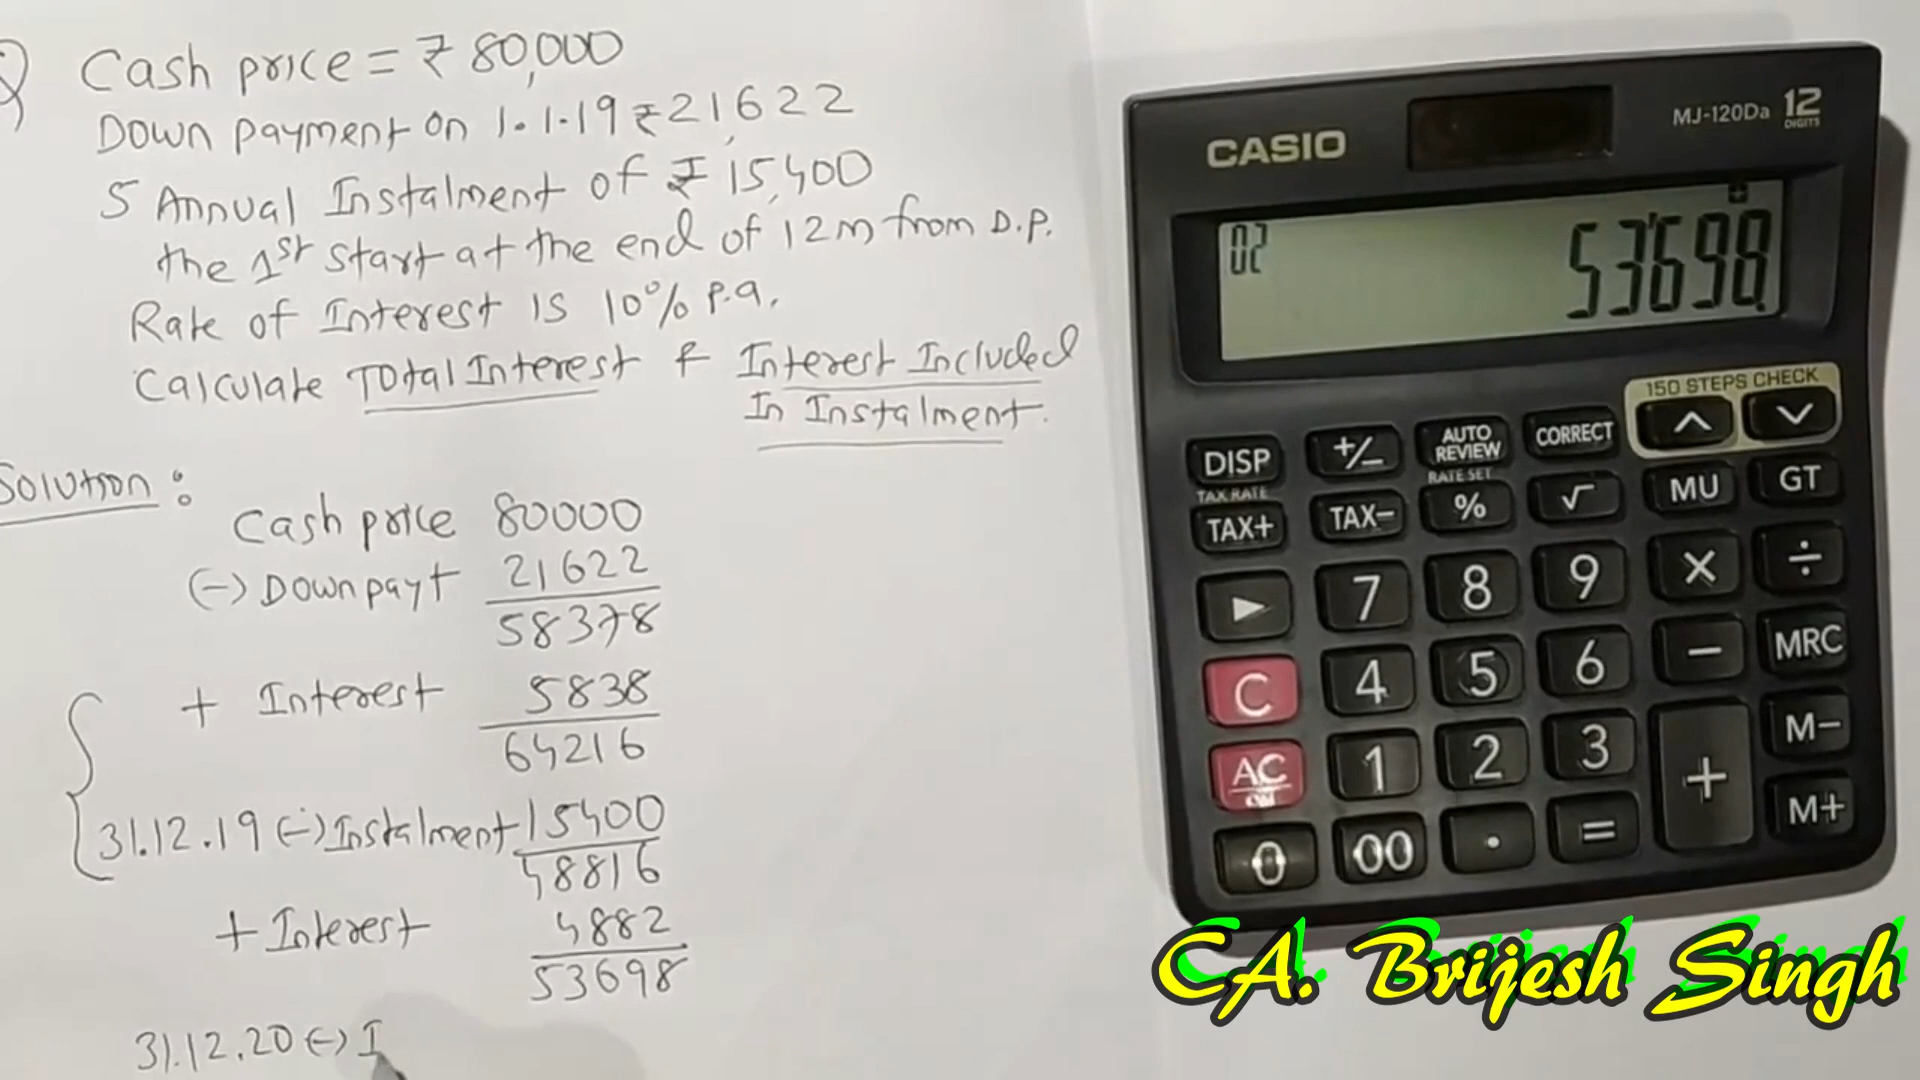 Cash price = ₹ 80,000
Down payment on 1.1.19 ₹ 21,622
5 Annual Instalment of ₹ 15,400
the 1st start at the end of 12m from D.P.
Rate of Interest is 10% p.a.
Calculate Total Interest & Interest Included
In Instalment.
Solution :
Cash price 80000
(-) Down payt 21622
58378
+ Interest 5838
64216
31.12.19 (-) Instalment 15400
48816
+ Interest 4882
53698
31.12.20 (-) I
CASIO MJ-120Da 12
DIGITS
02 53698.
150 STEPS CHECK
DISP +/- AUTO REVIEW CORRECT
TAX RATE RATE SET
TAX+ TAX- % √ MU GT
7 8 9 × ÷
C 4 5 6 - MRC
AC 1 2 3 + M-
0 00 . = M+
CA. Brijesh Singh